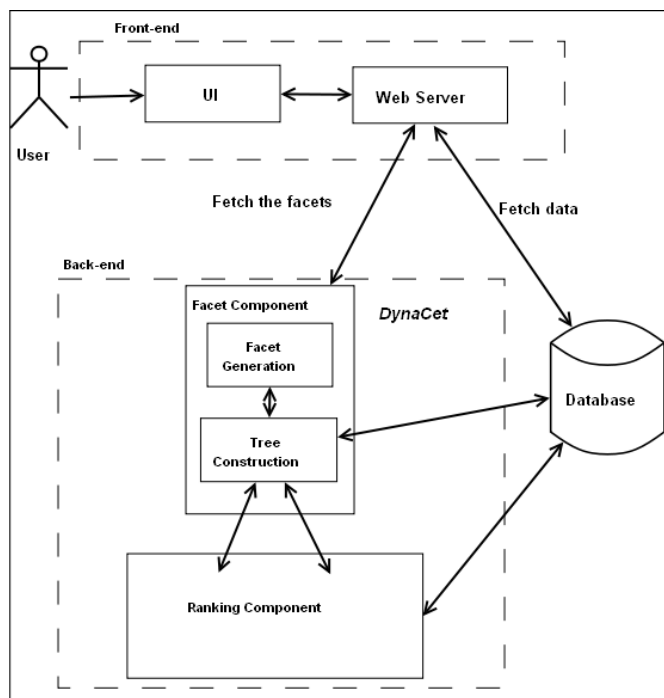 Front-end
UI
Web Server
User
Fetch the facets
Fetch data
Back-end
Facet Component
DynaCet
Facet
Generation
Database
Tree
Construction
Ranking Component